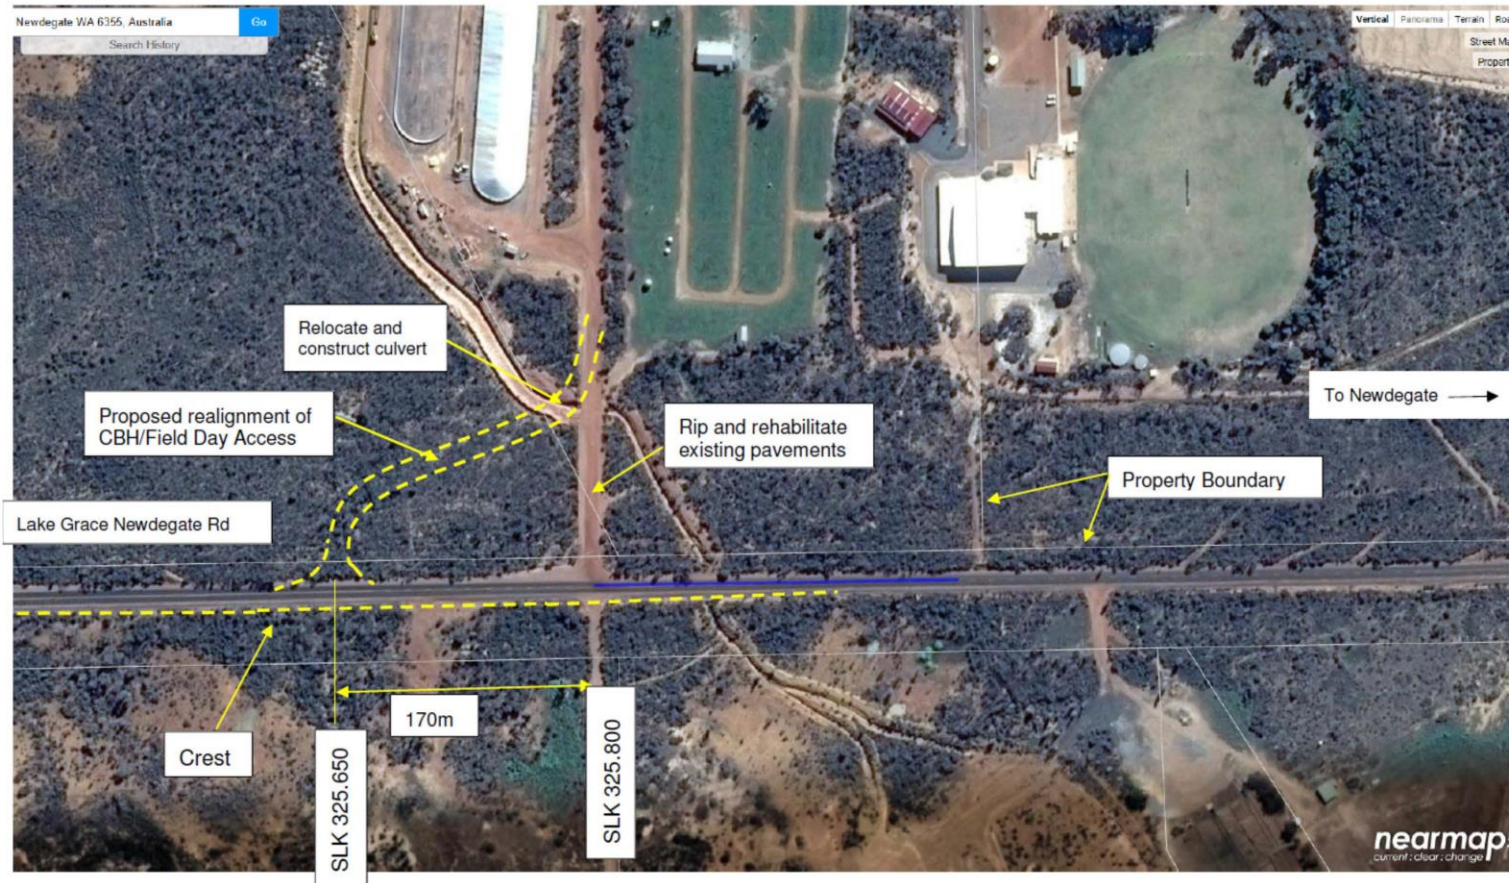 Newdegate WA 6355, Australia
Go
Search History
Vertical
Panorama
Terrain
Street
Relocate and
construct culvert
Proposed realignment of
CBH/Field Day Access
Rip and rehabilitate
existing pavements
To Newdegate
Property Boundary
Lake Grace Newdegate Rd
170m
Crest
SLK 325.650
SLK 325.800
nearmap
current : clear : change